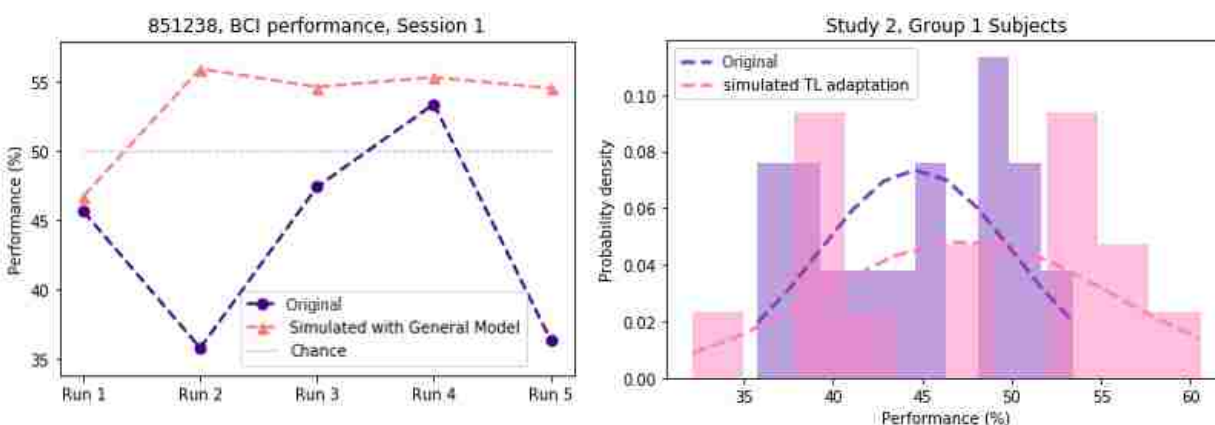 851238, BCI performance, Session 1
Performance (%)
55
50
45
40
35
Original
Simulated with General Model
Chance
Run 1 Run 2 Run 3 Run 4 Run 5
Study 2, Group 1 Subjects
Probability density
0.10
0.08
0.06
0.04
0.02
0.00
Original
simulated TL adaptation
35 40 45 50 55 60
Performance (%)